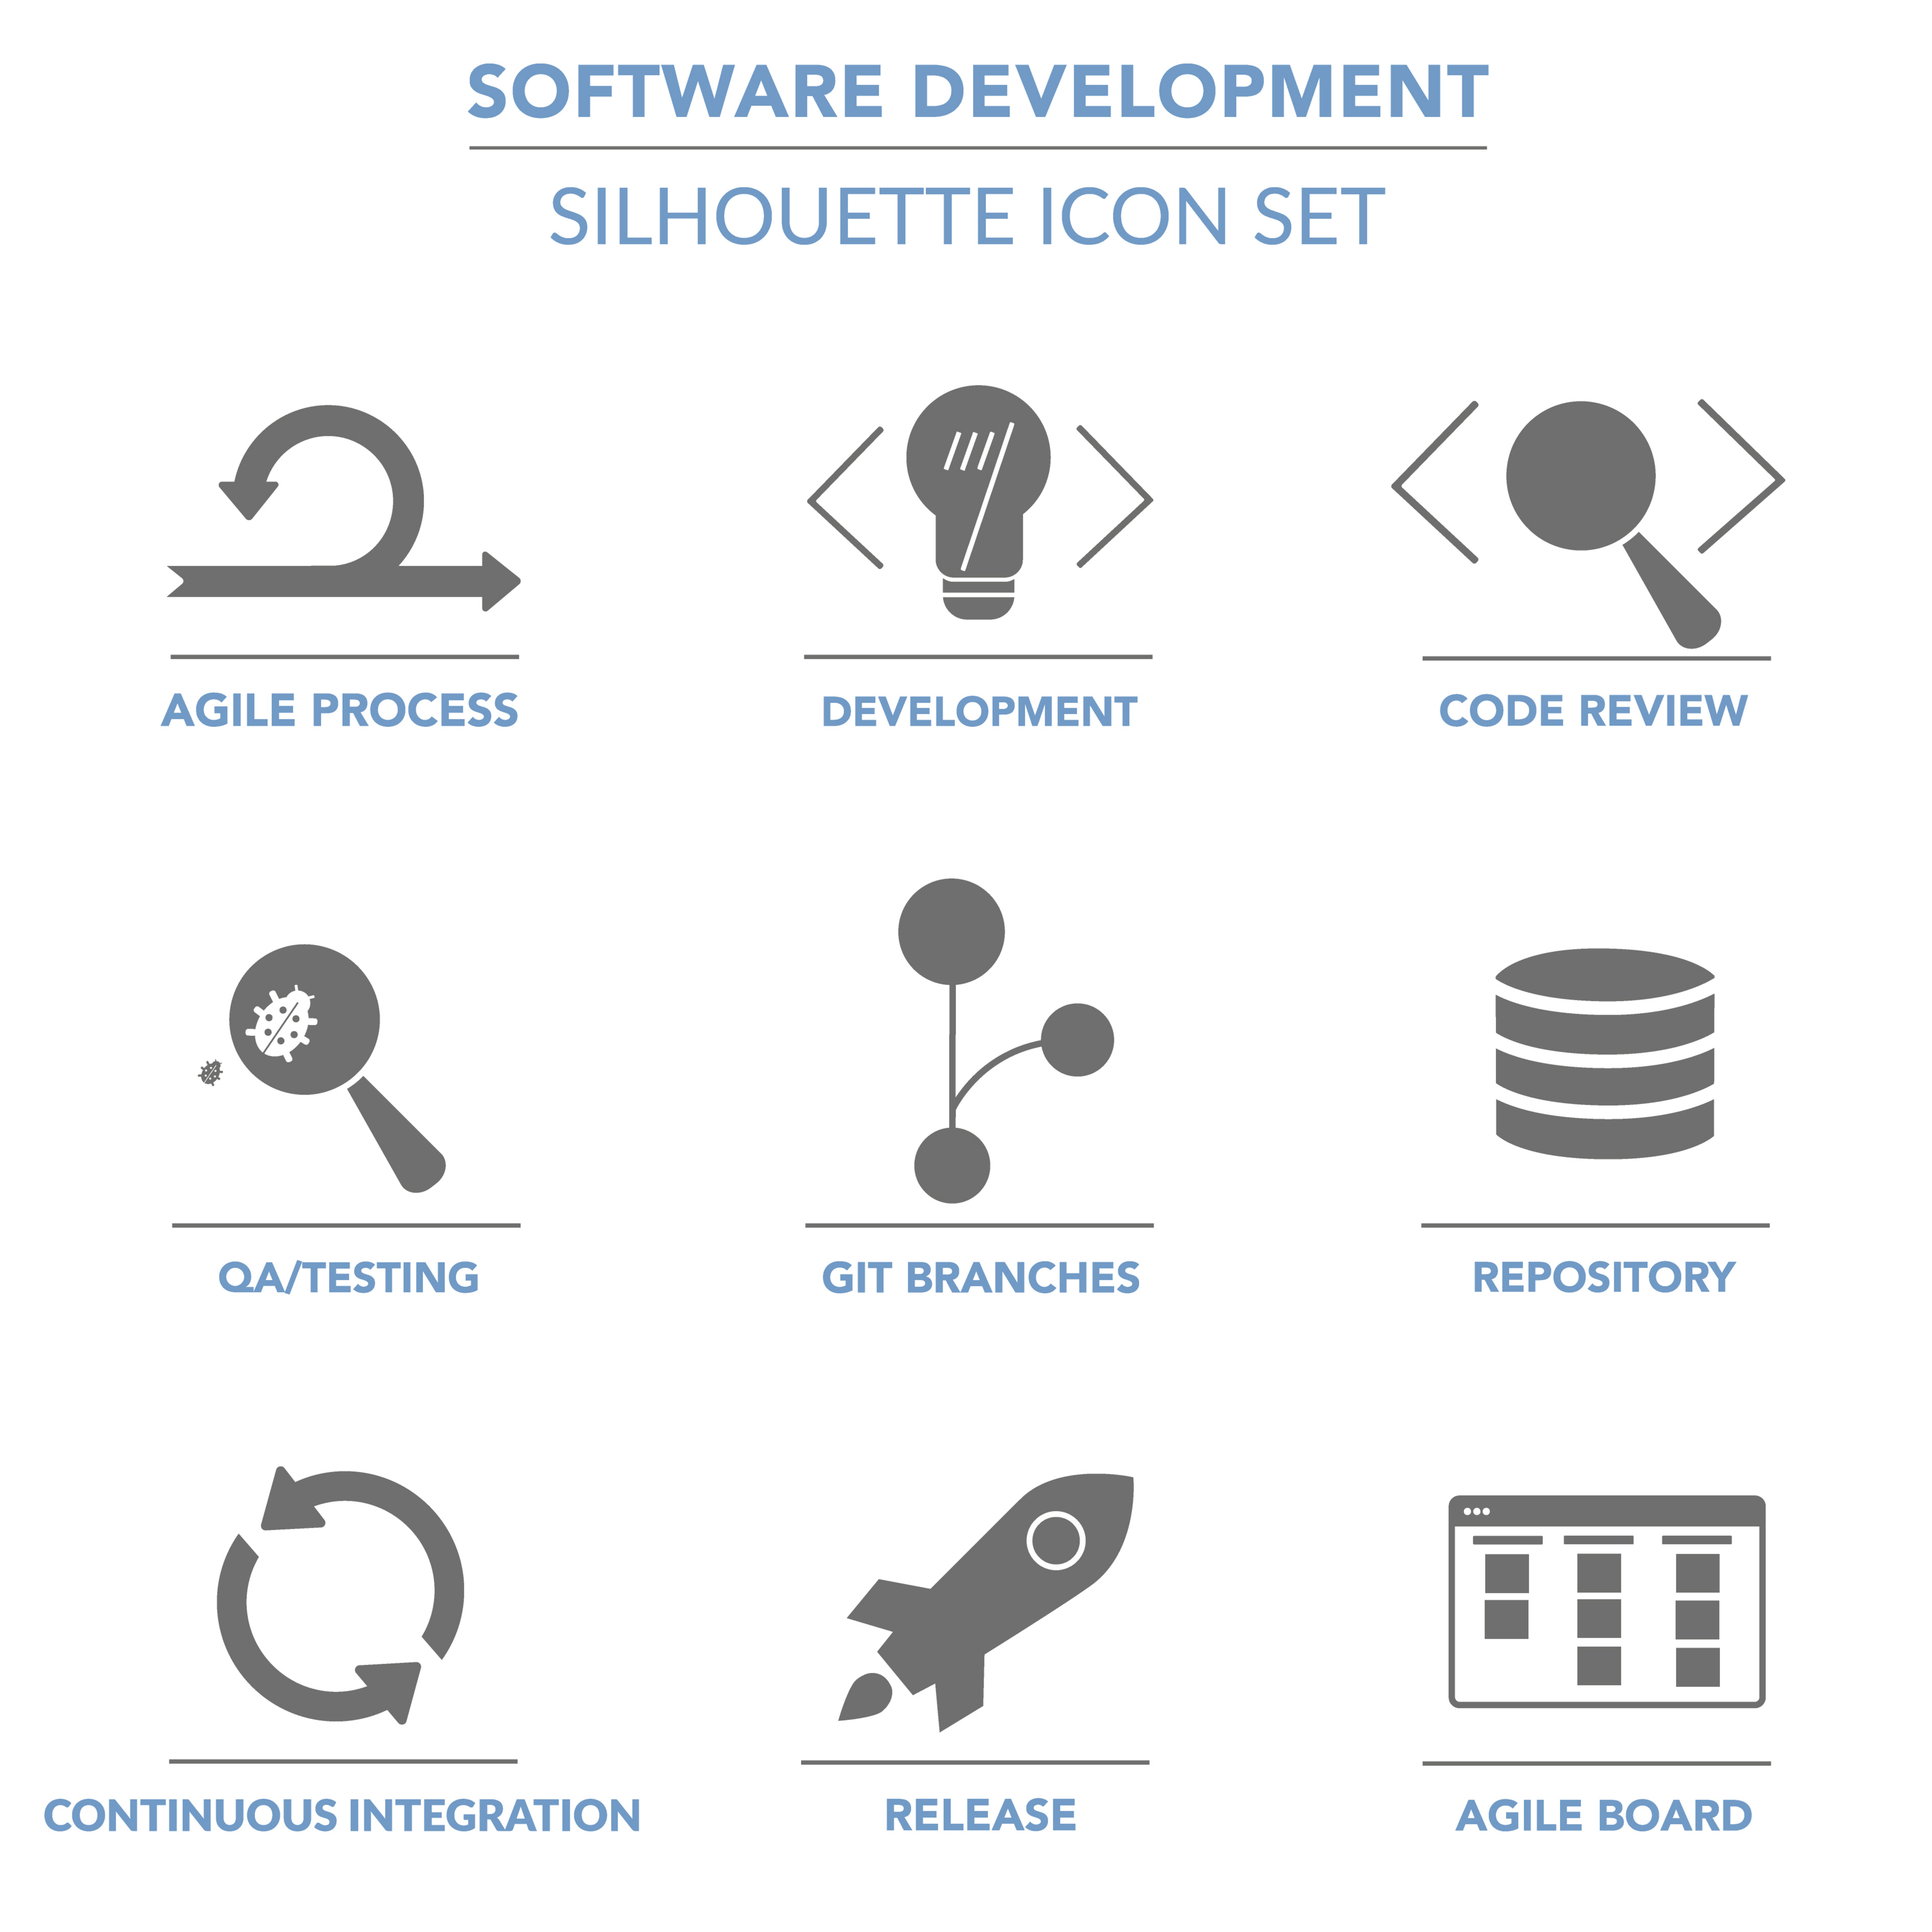 SOFTWARE DEVELOPMENT
SILHOUETTE ICON SET
AGILE PROCESS
DEVELOPMENT
CODE REVIEW
QA/TESTING
GIT BRANCHES
REPOSITORY
CONTINUOUS INTEGRATION
RELEASE
AGILE BOARD